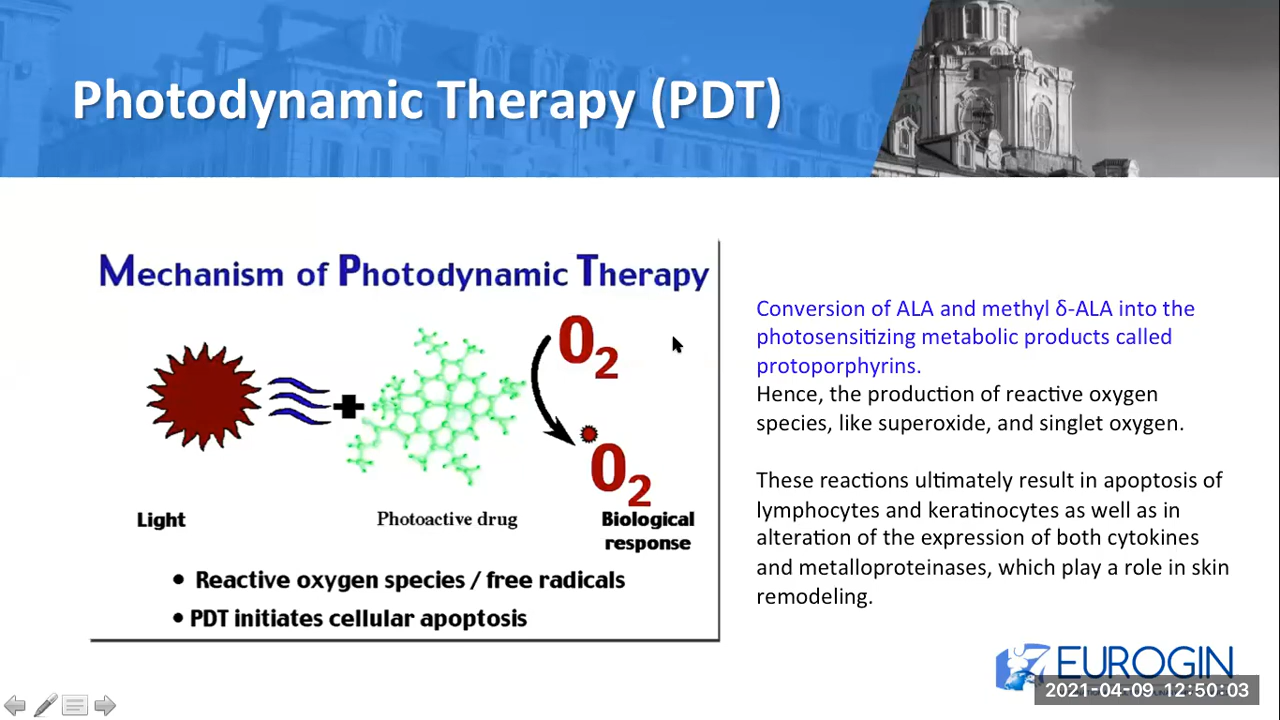 Photodynamic Therapy (PDT)
Mechanism of Photodynamic Therapy
O2
O2
Light
Photoactive drug
Biological
response
• Reactive oxygen species / free radicals
• PDT initiates cellular apoptosis
Conversion of ALA and methyl δ-ALA into the
photosensitizing metabolic products called
protoporphyrins.
Hence, the production of reactive oxygen
species, like superoxide, and singlet oxygen.
These reactions ultimately result in apoptosis of
lymphocytes and keratinocytes as well as in
alteration of the expression of both cytokines
and metalloproteinases, which play a role in skin
remodeling.
EUROGIN
2021-04-09 12:50:03